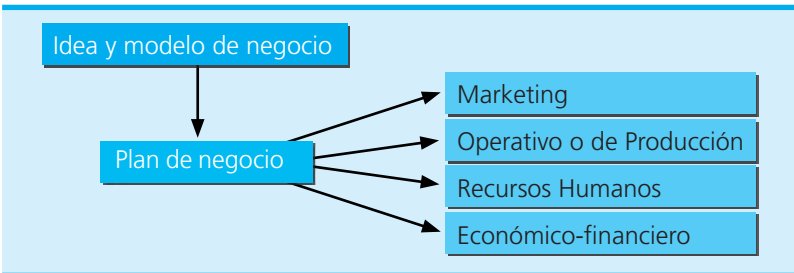 Idea y modelo de negocio
Plan de negocio
Marketing
Operativo o de Producción
Recursos Humanos
Económico-financiero